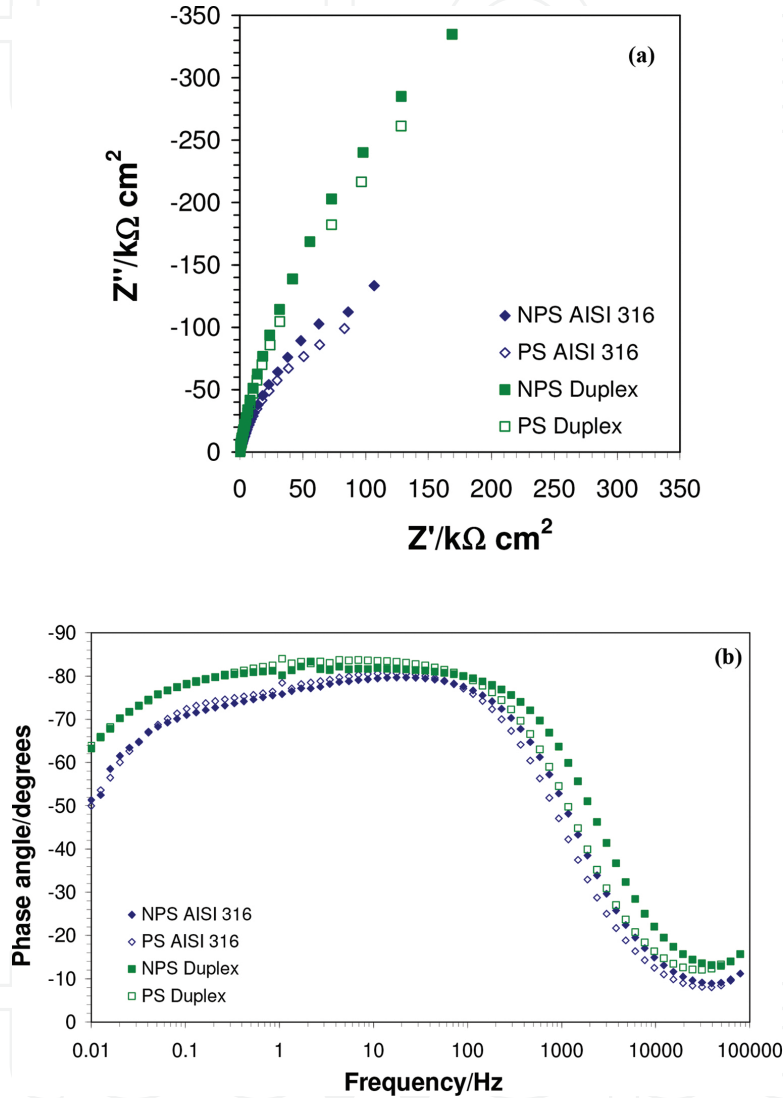 -350
(a)
-300
-250
-200
-150
-100
-50
0
Z"/kΩ cm²
NPS AISI 316
PS AISI 316
NPS Duplex
PS Duplex
0 50 100 150 200 250 300 350
Z'/kΩ cm²
-90
(b)
-80
-70
-60
-50
-40
-30
-20
-10
0
Phase angle/degrees
NPS AISI 316
PS AISI 316
NPS Duplex
PS Duplex
0.01 0.1 1 10 100 1000 10000 100000
Frequency/Hz